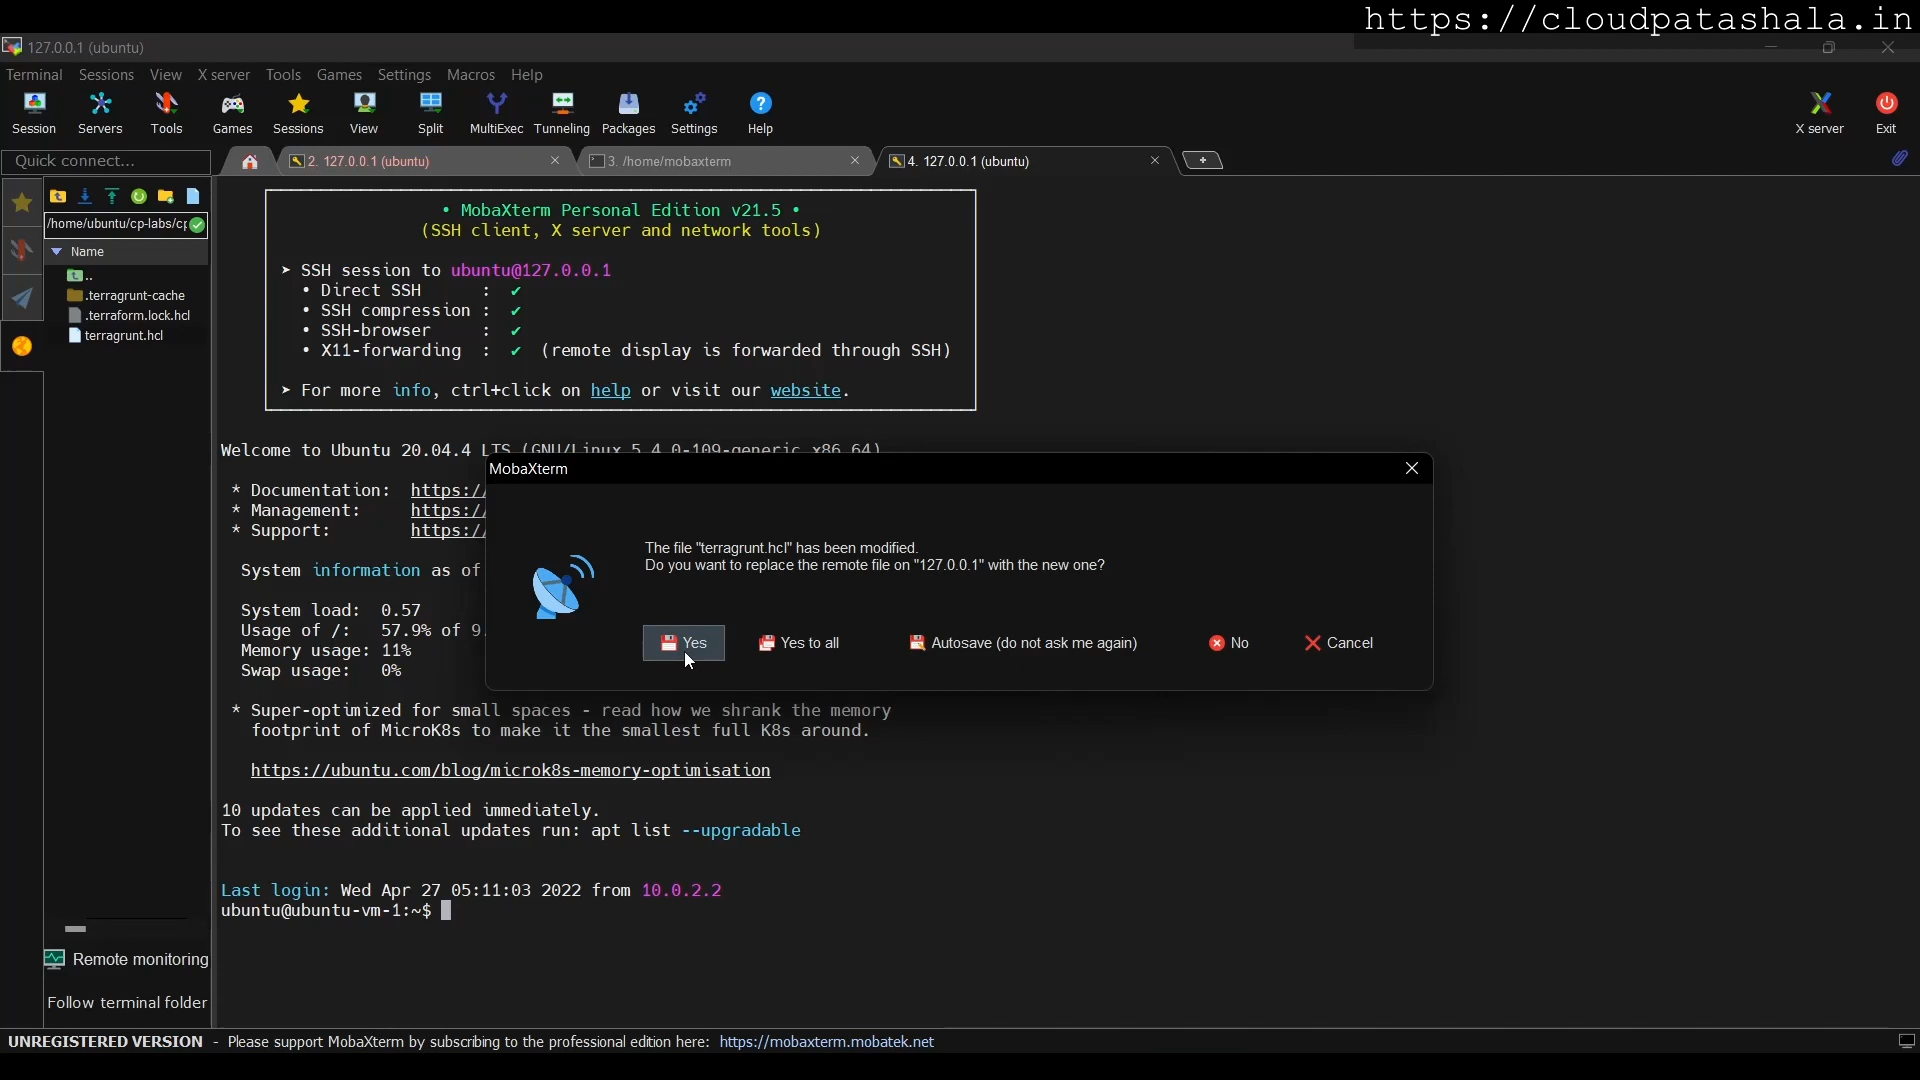 https://cloudpatashala.in
127.0.0.1 (ubuntu)
Terminal Sessions View X server Tools Games Settings Macros Help
Session Servers Tools Games Sessions View Split MultiExec Tunneling Packages Settings Help X server Exit
Quick connect... 2. 127.0.0.1 (ubuntu) 3. /home/mobaxterm 4. 127.0.0.1 (ubuntu)
/home/ubuntu/cp-labs/cp
Name
..
.terragrunt-cache
.terraform.lock.hcl
terragrunt.hcl
• MobaXterm Personal Edition v21.5 •
(SSH client, X server and network tools)
➤ SSH session to ubuntu@127.0.0.1
• Direct SSH : ✔
• SSH compression : ✔
• SSH-browser : ✔
• X11-forwarding : ✔ (remote display is forwarded through SSH)
➤ For more info, ctrl+click on help or visit our website.
Welcome to Ubuntu 20.04.4 LTS (GNU/Linux 5.4.0-109-generic x86_64)
* Documentation: https://
* Management: https://
* Support: https://
System information as of
System load: 0.57
Usage of /: 57.9% of 9.
Memory usage: 11%
Swap usage: 0%
* Super-optimized for small spaces - read how we shrank the memory
footprint of MicroK8s to make it the smallest full K8s around.
https://ubuntu.com/blog/microk8s-memory-optimisation
10 updates can be applied immediately.
To see these additional updates run: apt list --upgradable
Last login: Wed Apr 27 05:11:03 2022 from 10.0.2.2
ubuntu@ubuntu-vm-1:~$
MobaXterm
The file "terragrunt.hcl" has been modified.
Do you want to replace the remote file on "127.0.0.1" with the new one?
Yes Yes to all Autosave (do not ask me again) No Cancel
Remote monitoring
Follow terminal folder
UNREGISTERED VERSION - Please support MobaXterm by subscribing to the professional edition here: https://mobaxterm.mobatek.net